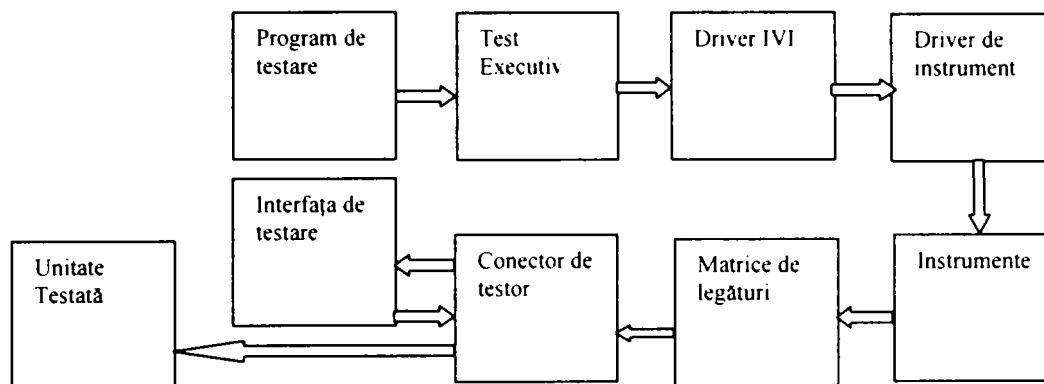 Program de
testare
Test
Executiv
Driver IVI
Driver de
instrument
Interfața de
testare
Unitate
Testată
Conector de
testor
Matrice de
legături
Instrumente